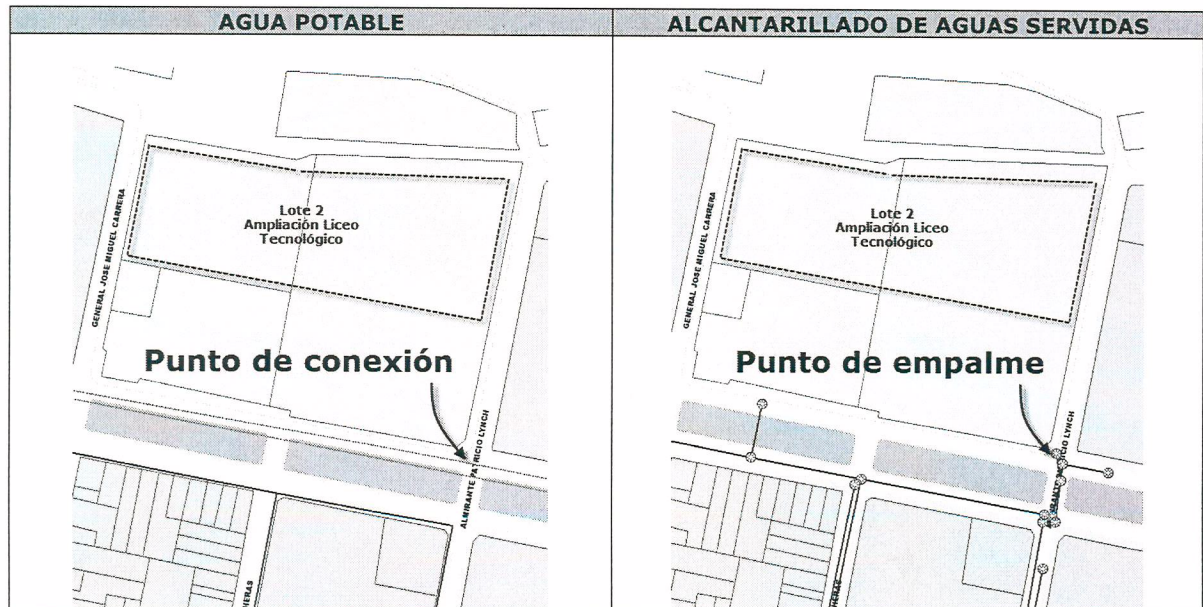 AGUA POTABLE
Lote 2
Ampliación Liceo
Tecnológico
GENERAL JOSE MIGUEL CARRERA
Punto de conexión
ALMIRANTE PATRICIO LYNCH
ALCANTARILLADO DE AGUAS SERVIDAS
Lote 2
Ampliación Liceo
Tecnológico
GENERAL JOSE MIGUEL CARRERA
Punto de empalme
LYNCH